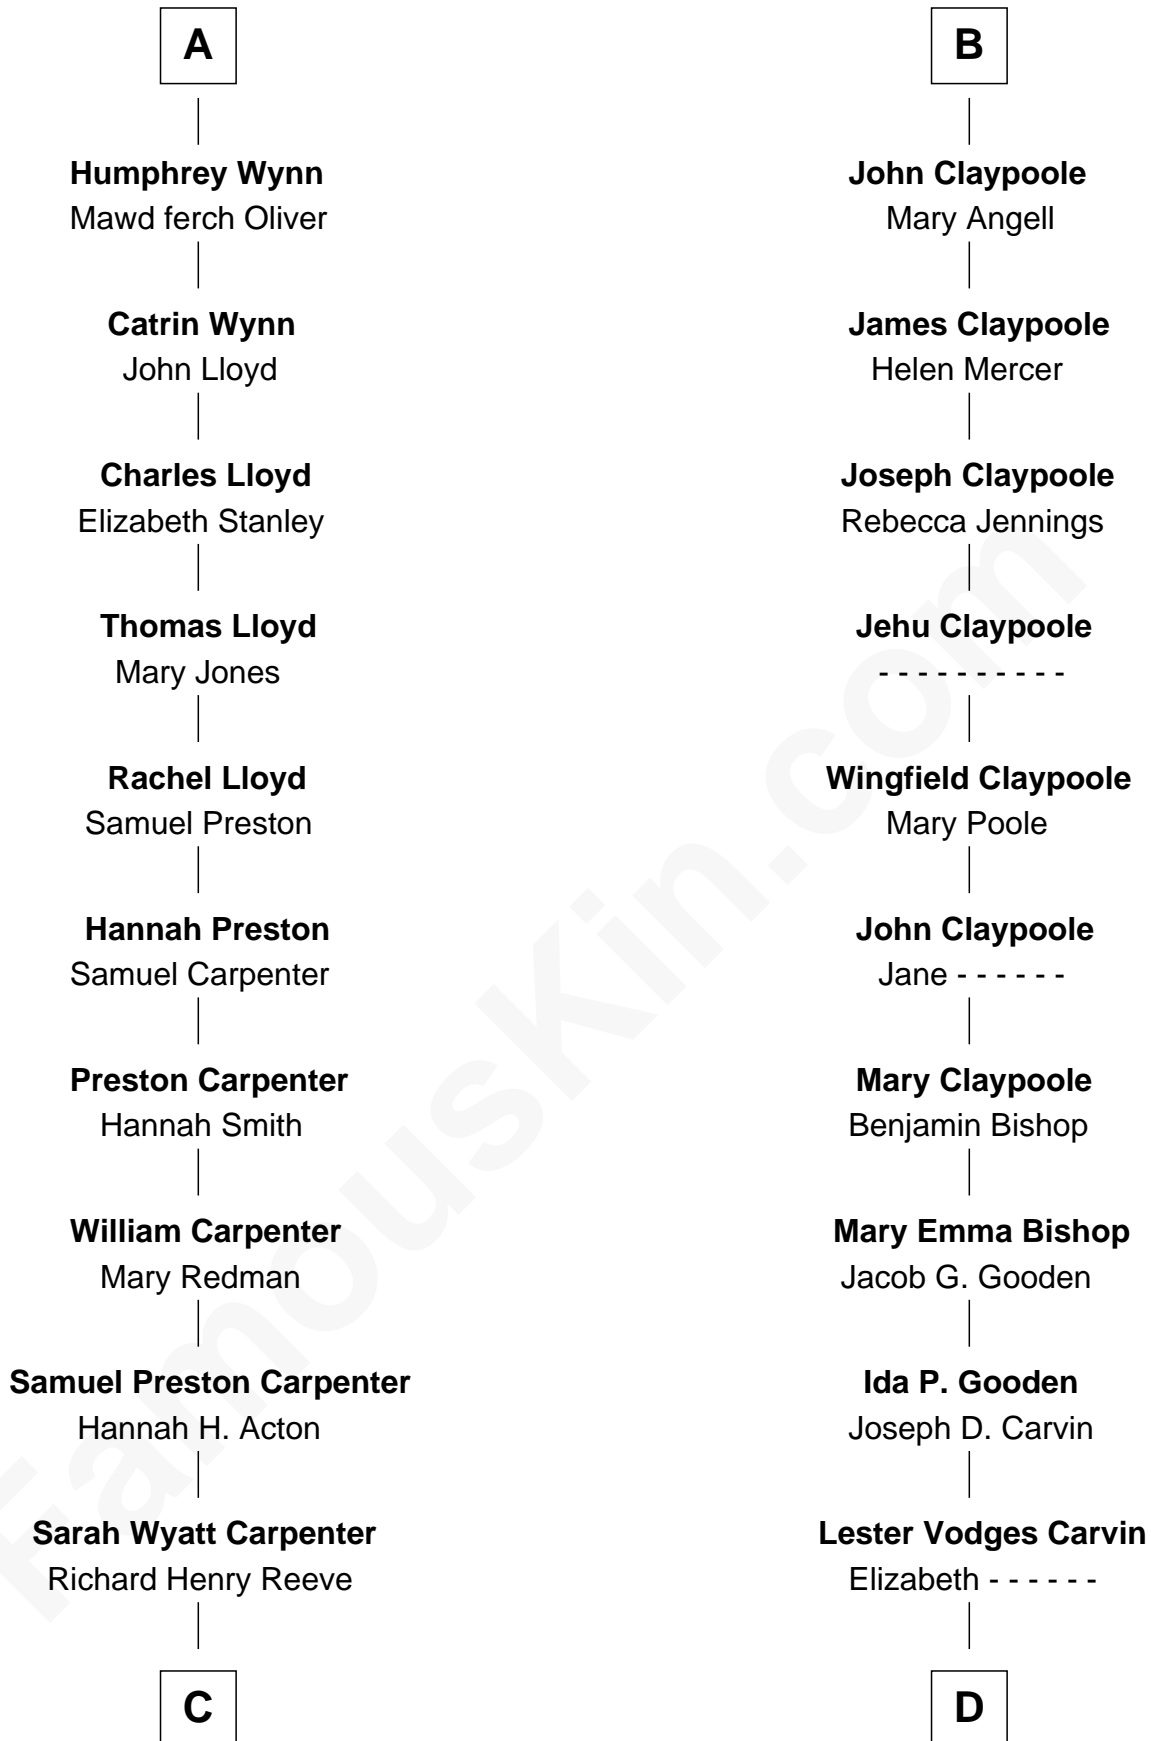 A
Humphrey Wynn
Mawd ferch Oliver
Catrin Wynn
John Lloyd
Charles Lloyd
Elizabeth Stanley
Thomas Lloyd
Mary Jones
Rachel Lloyd
Samuel Preston
Hannah Preston
Samuel Carpenter
Preston Carpenter
Hannah Smith
William Carpenter
Mary Redman
Samuel Preston Carpenter
Hannah H. Acton
Sarah Wyatt Carpenter
Richard Henry Reeve
C
B
John Claypoole
Mary Angell
James Claypoole
Helen Mercer
Joseph Claypoole
Rebecca Jennings
Jehu Claypoole
- - - - - - - - - -
Wingfield Claypoole
Mary Poole
John Claypoole
Jane - - - - - -
Mary Claypoole
Benjamin Bishop
Mary Emma Bishop
Jacob G. Gooden
Ida P. Gooden
Joseph D. Carvin
Lester Vodges Carvin
Elizabeth - - - - - -
D
FamousKin.com